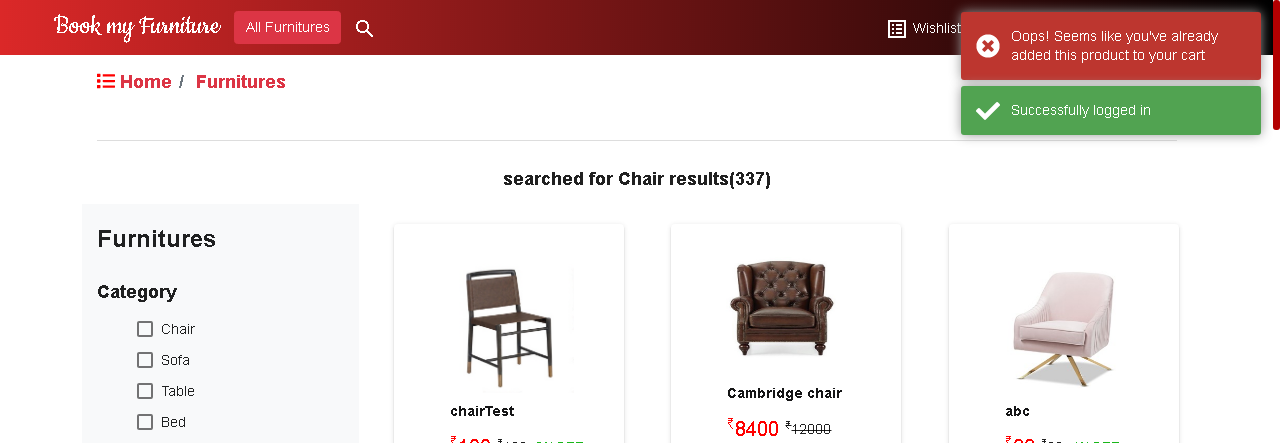 Book my Furniture
All Furnitures
Wishlist
Oops! Seems like you've already
added this product to your cart
Successfully logged in
Home / Furnitures
searched for Chair results(337)
Furnitures
Category
Chair
Sofa
Table
Bed
chairTest
Cambridge chair
₹8400 ₹12000
abc